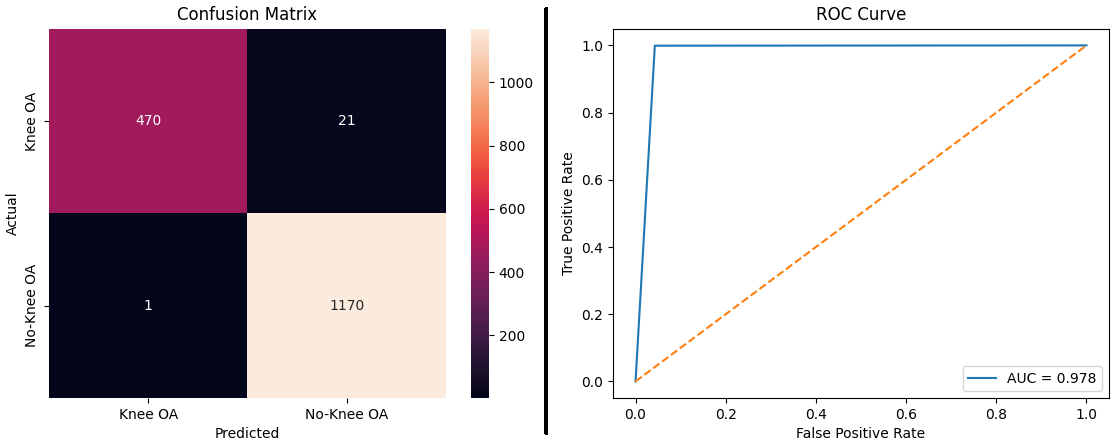 Confusion Matrix
Actual
Knee OA
No-Knee OA
470
21
1
1170
Knee OA
No-Knee OA
Predicted
1000
800
600
400
200
ROC Curve
True Positive Rate
1.0
0.8
0.6
0.4
0.2
0.0
AUC = 0.978
0.0
0.2
0.4
0.6
0.8
1.0
False Positive Rate